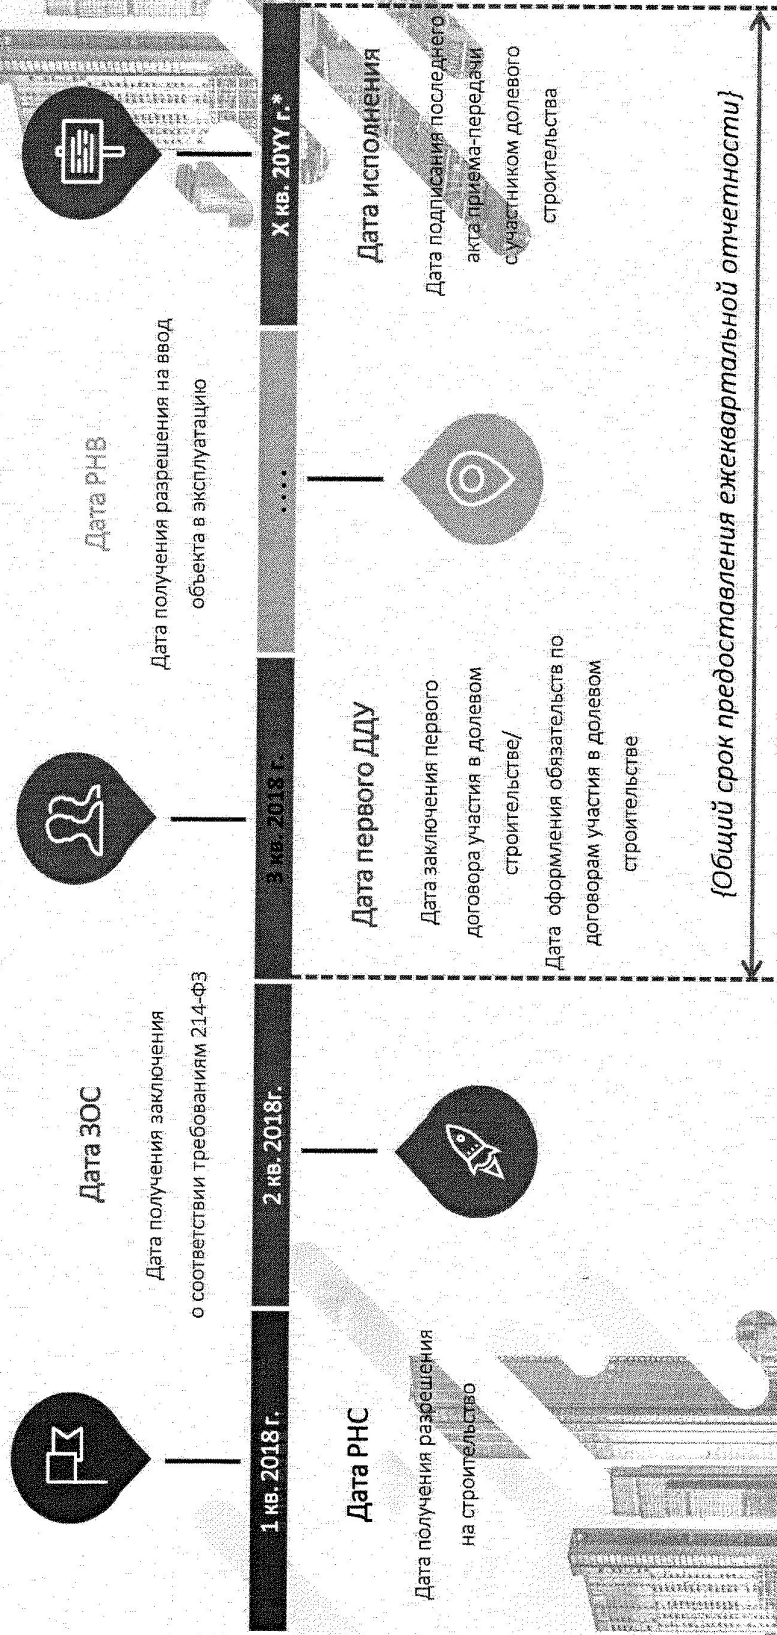 1 кв. 2018 г.
Дата РНС
Дата получения разрешения
на строительство
Дата ЗОС
Дата получения заключения
о соответствии требованиям 214-ФЗ
2 кв. 2018г.
3 кв. 2018 г.
Дата первого ДДУ
Дата заключения первого
договора участия в долевом
строительстве/
Дата оформления обязательств по
договорам участия в долевом
строительстве
Дата РНВ
Дата получения разрешения на ввод
объекта в эксплуатацию
.....
X кв. 20YY г.*
Дата исполнения
Дата подписания последнего
акта приема-передачи
с участником долевого
строительства
{Общий срок предоставления ежеквартальной отчетности}